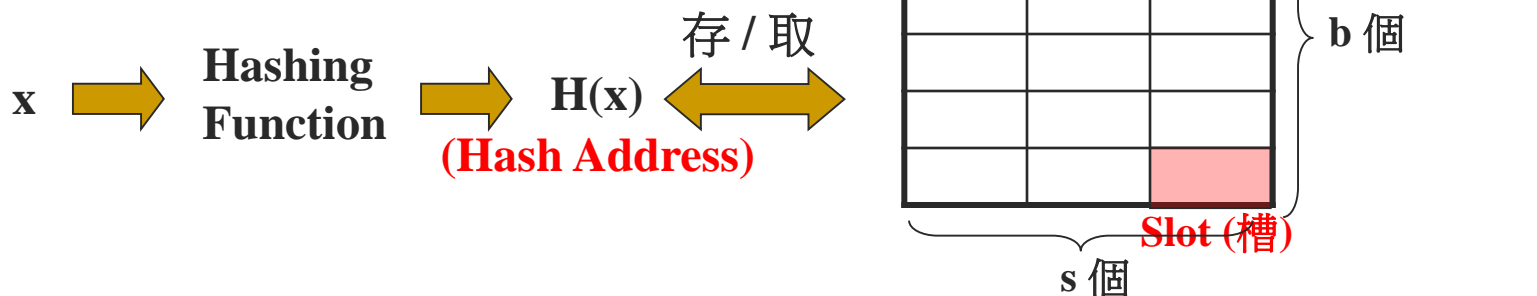 x
Hashing
Function
H(x)
(Hash Address)
存 / 取
b 個
Slot (槽)
s 個